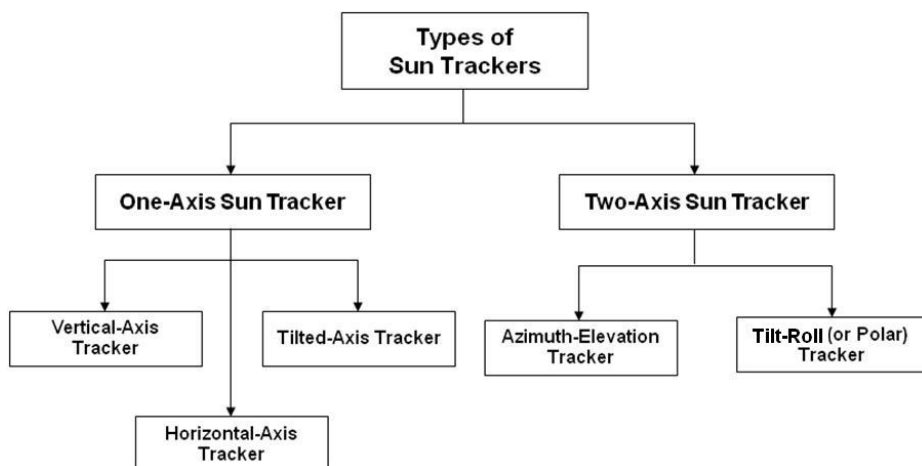 Types of
Sun Trackers
One-Axis Sun Tracker
Two-Axis Sun Tracker
Vertical-Axis
Tracker
Tilted-Axis Tracker
Horizontal-Axis
Tracker
Azimuth-Elevation
Tracker
Tilt-Roll (or Polar)
Tracker